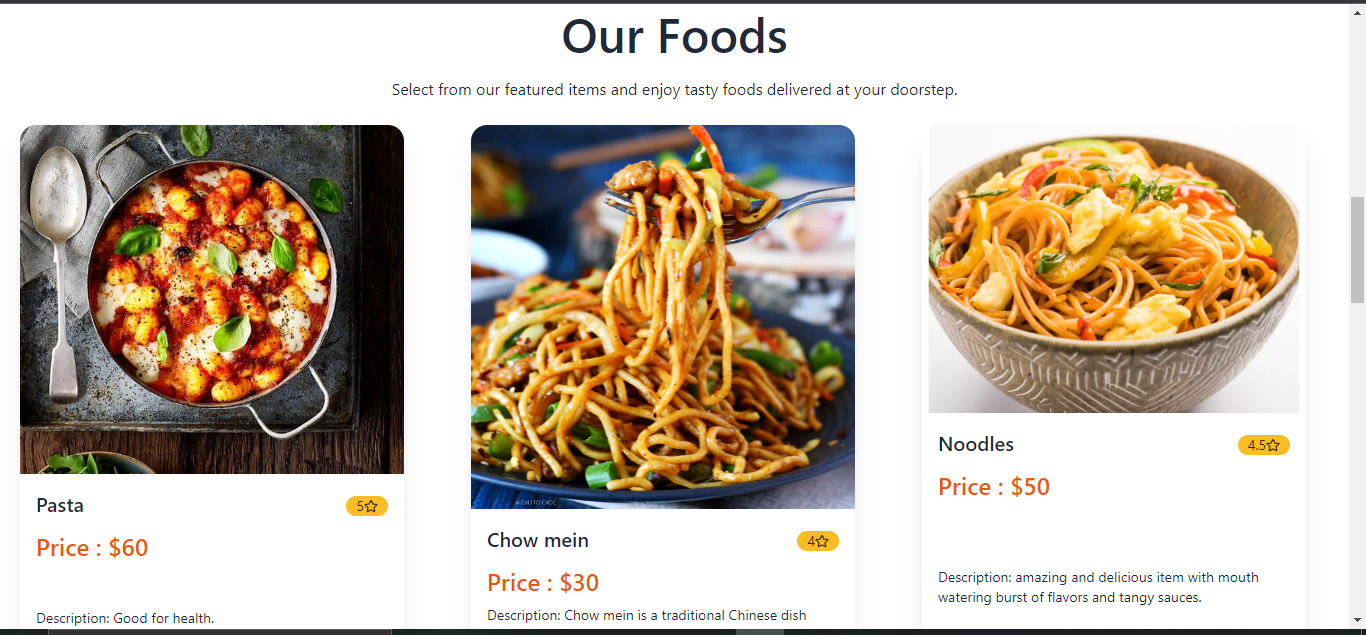 Our Foods
Select from our featured items and enjoy tasty foods delivered at your doorstep.
Pasta
5
Price : $60
Description: Good for health.
Chow mein
4
Price : $30
Description: Chow mein is a traditional Chinese dish
Noodles
4.5
Price : $50
Description: amazing and delicious item with mouth
watering burst of flavors and tangy sauces.